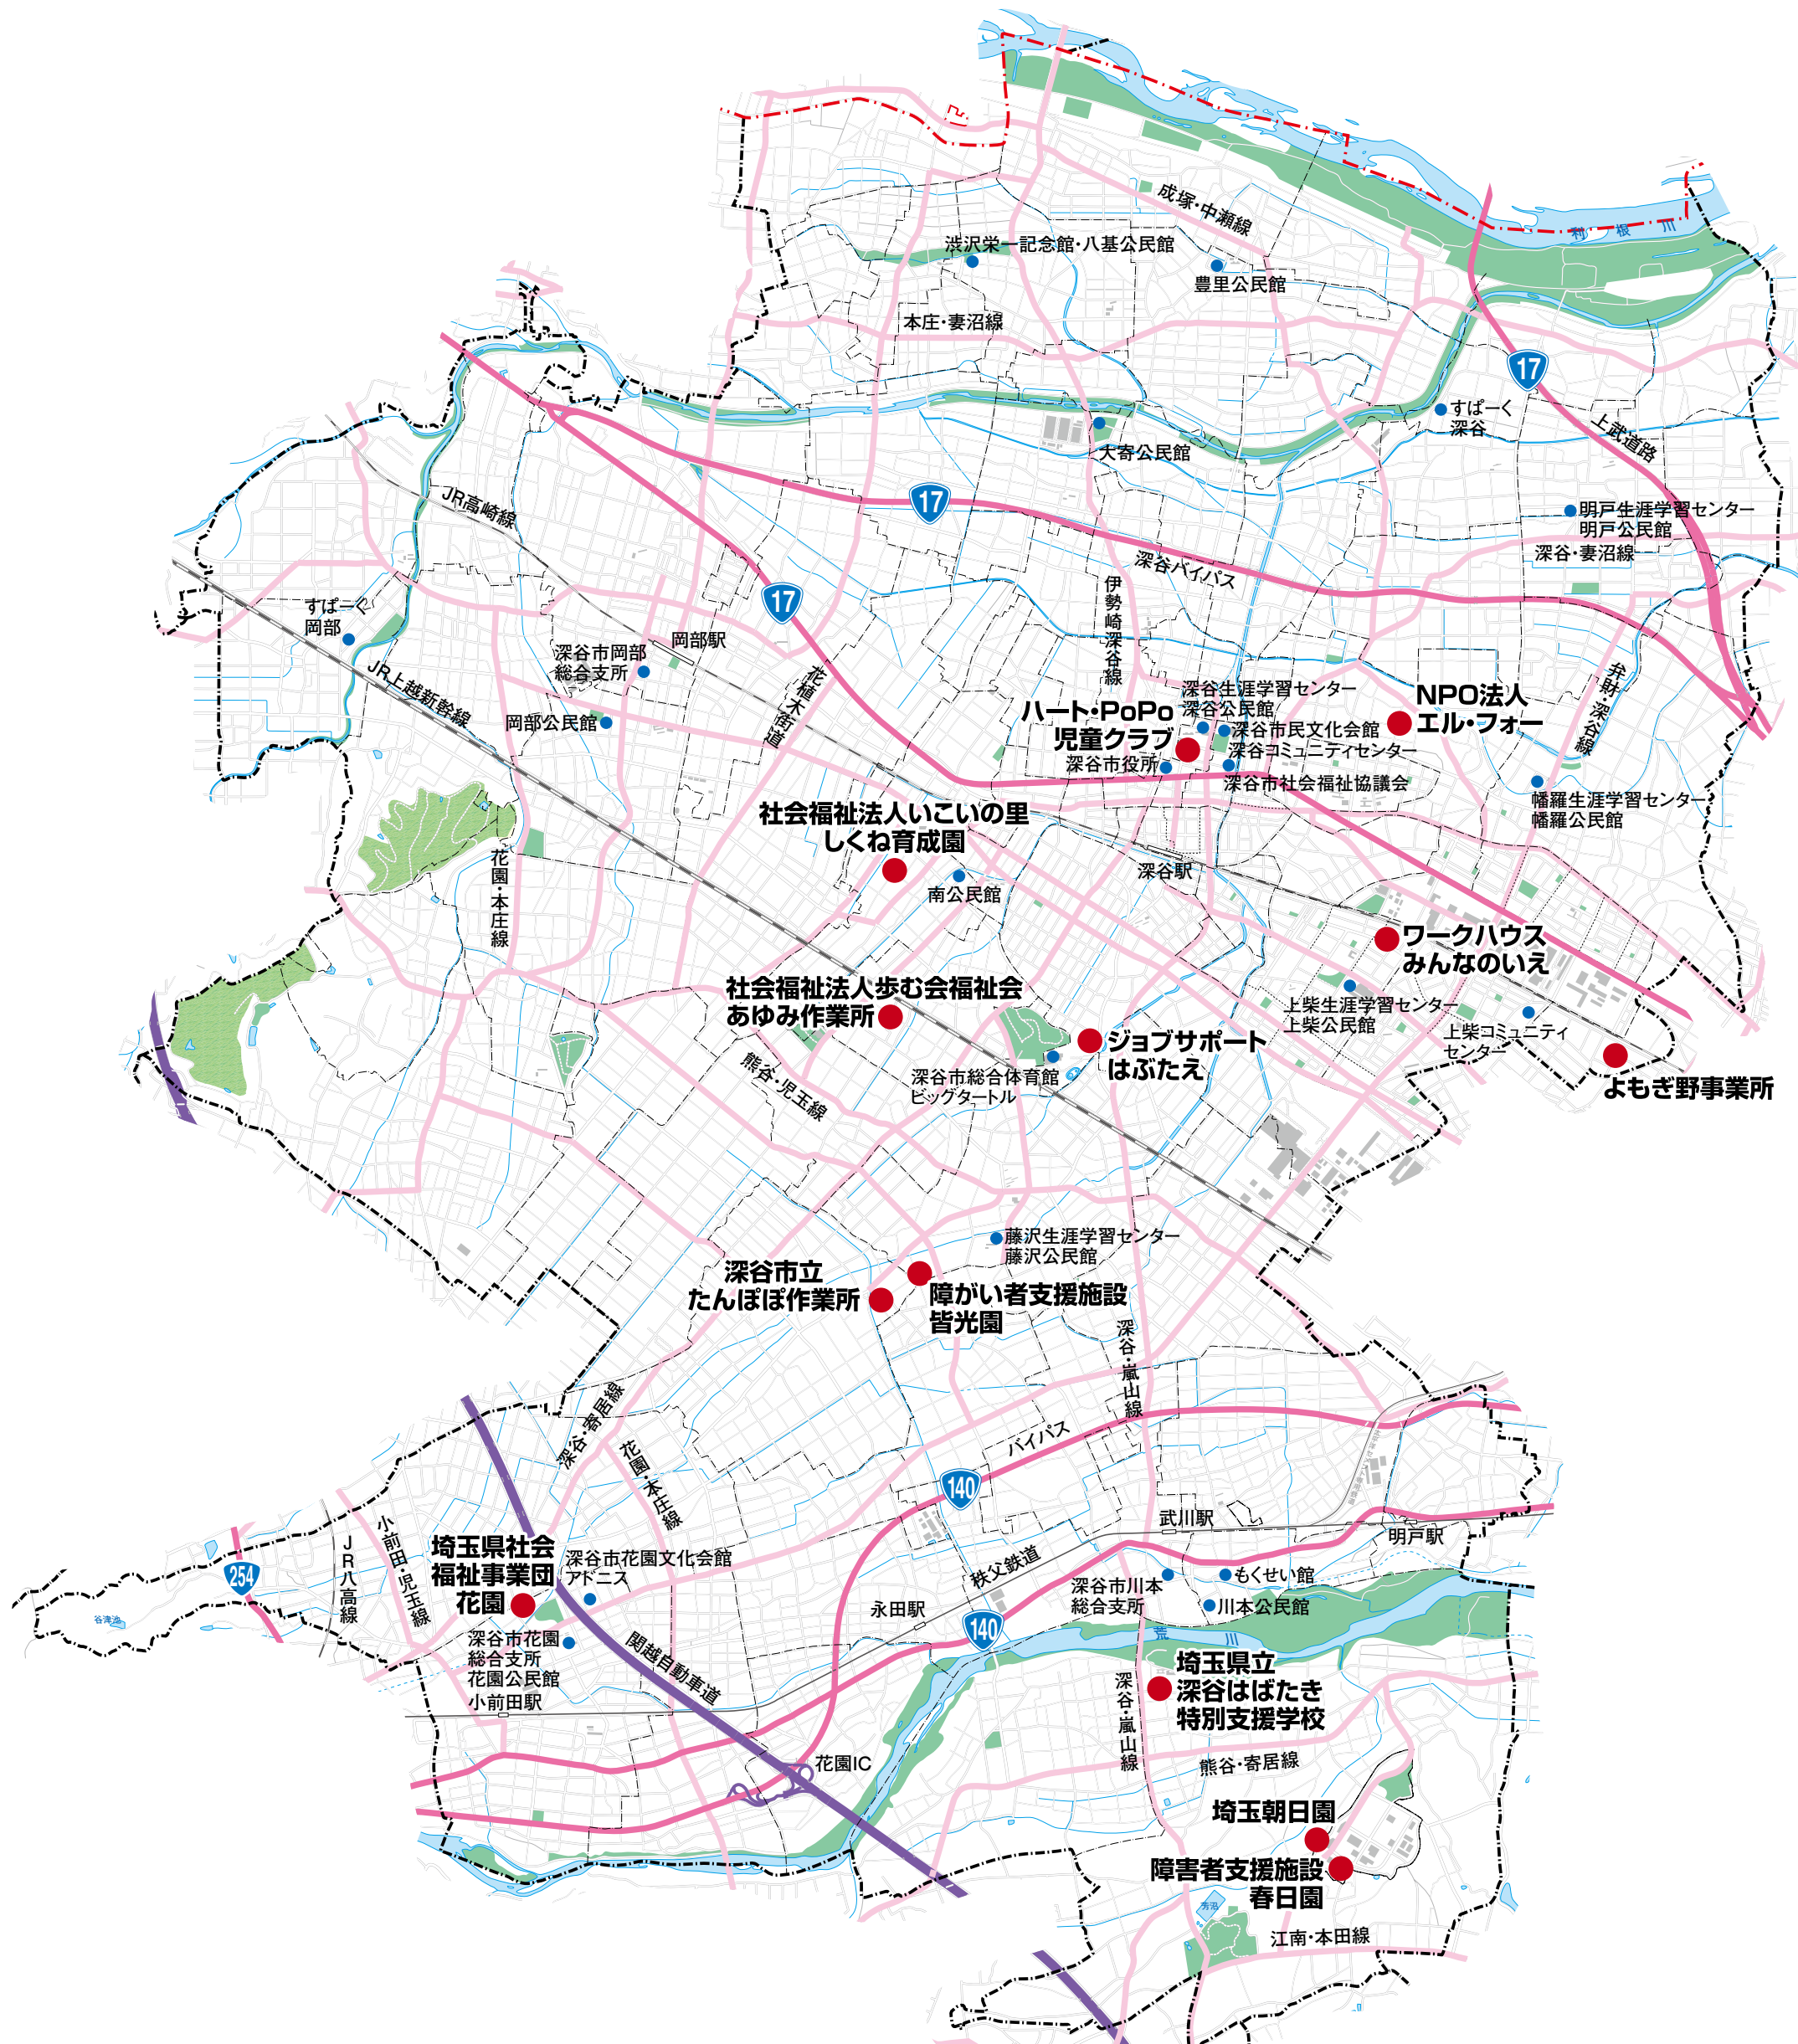 成塚・中瀬線
利根川
渋沢栄一記念館・八基公民館
豊里公民館
本庄・妻沼線
17
すぱーく
深谷
上武道路
大寄公民館
JR高崎線
17
明戸生涯学習センター
明戸公民館
深谷・妻沼線
深谷バイパス
伊勢崎深谷線
17
すぱーく
岡部
岡部駅
深谷市岡部
総合支所
JR上越新幹線
花植木街道
岡部公民館
弁財・深谷線
深谷生涯学習センター
深谷公民館
NPO法人
エル・フォー
ハート・PoPo
児童クラブ
深谷市民文化会館
深谷コミュニティセンター
深谷市役所
深谷市社会福祉協議会
幡羅生涯学習センター
幡羅公民館
社会福祉法人いこいの里
しくね育成園
花園・本庄線
南公民館
深谷駅
ワークハウス
みんなのいえ
社会福祉法人歩む会福祉会
あゆみ作業所
上柴生涯学習センター
上柴公民館
上柴コミュニティ
センター
ジョブサポート
はぶたえ
熊谷・児玉線
深谷市総合体育館
ビッグタートル
よもぎ野事業所
藤沢生涯学習センター
藤沢公民館
深谷市立
たんぽぽ作業所
障がい者支援施設
皆光園
深谷・嵐山線
深谷・寄居線
花園・本庄線
バイパス
140
武川駅
明戸駅
小前田・児玉線
JR八高線
254
谷津池
埼玉県社会
福祉事業団
花園
深谷市花園文化会館
アドニス
秩父鉄道
深谷市川本
総合支所
もくせい館
川本公民館
永田駅
140
荒川
深谷市花園
総合支所
花園公民館
小前田駅
関越自動車道
埼玉県立
深谷はばたき
特別支援学校
深谷・嵐山線
花園IC
熊谷・寄居線
埼玉朝日園
障害者支援施設
春日園
江南・本田線